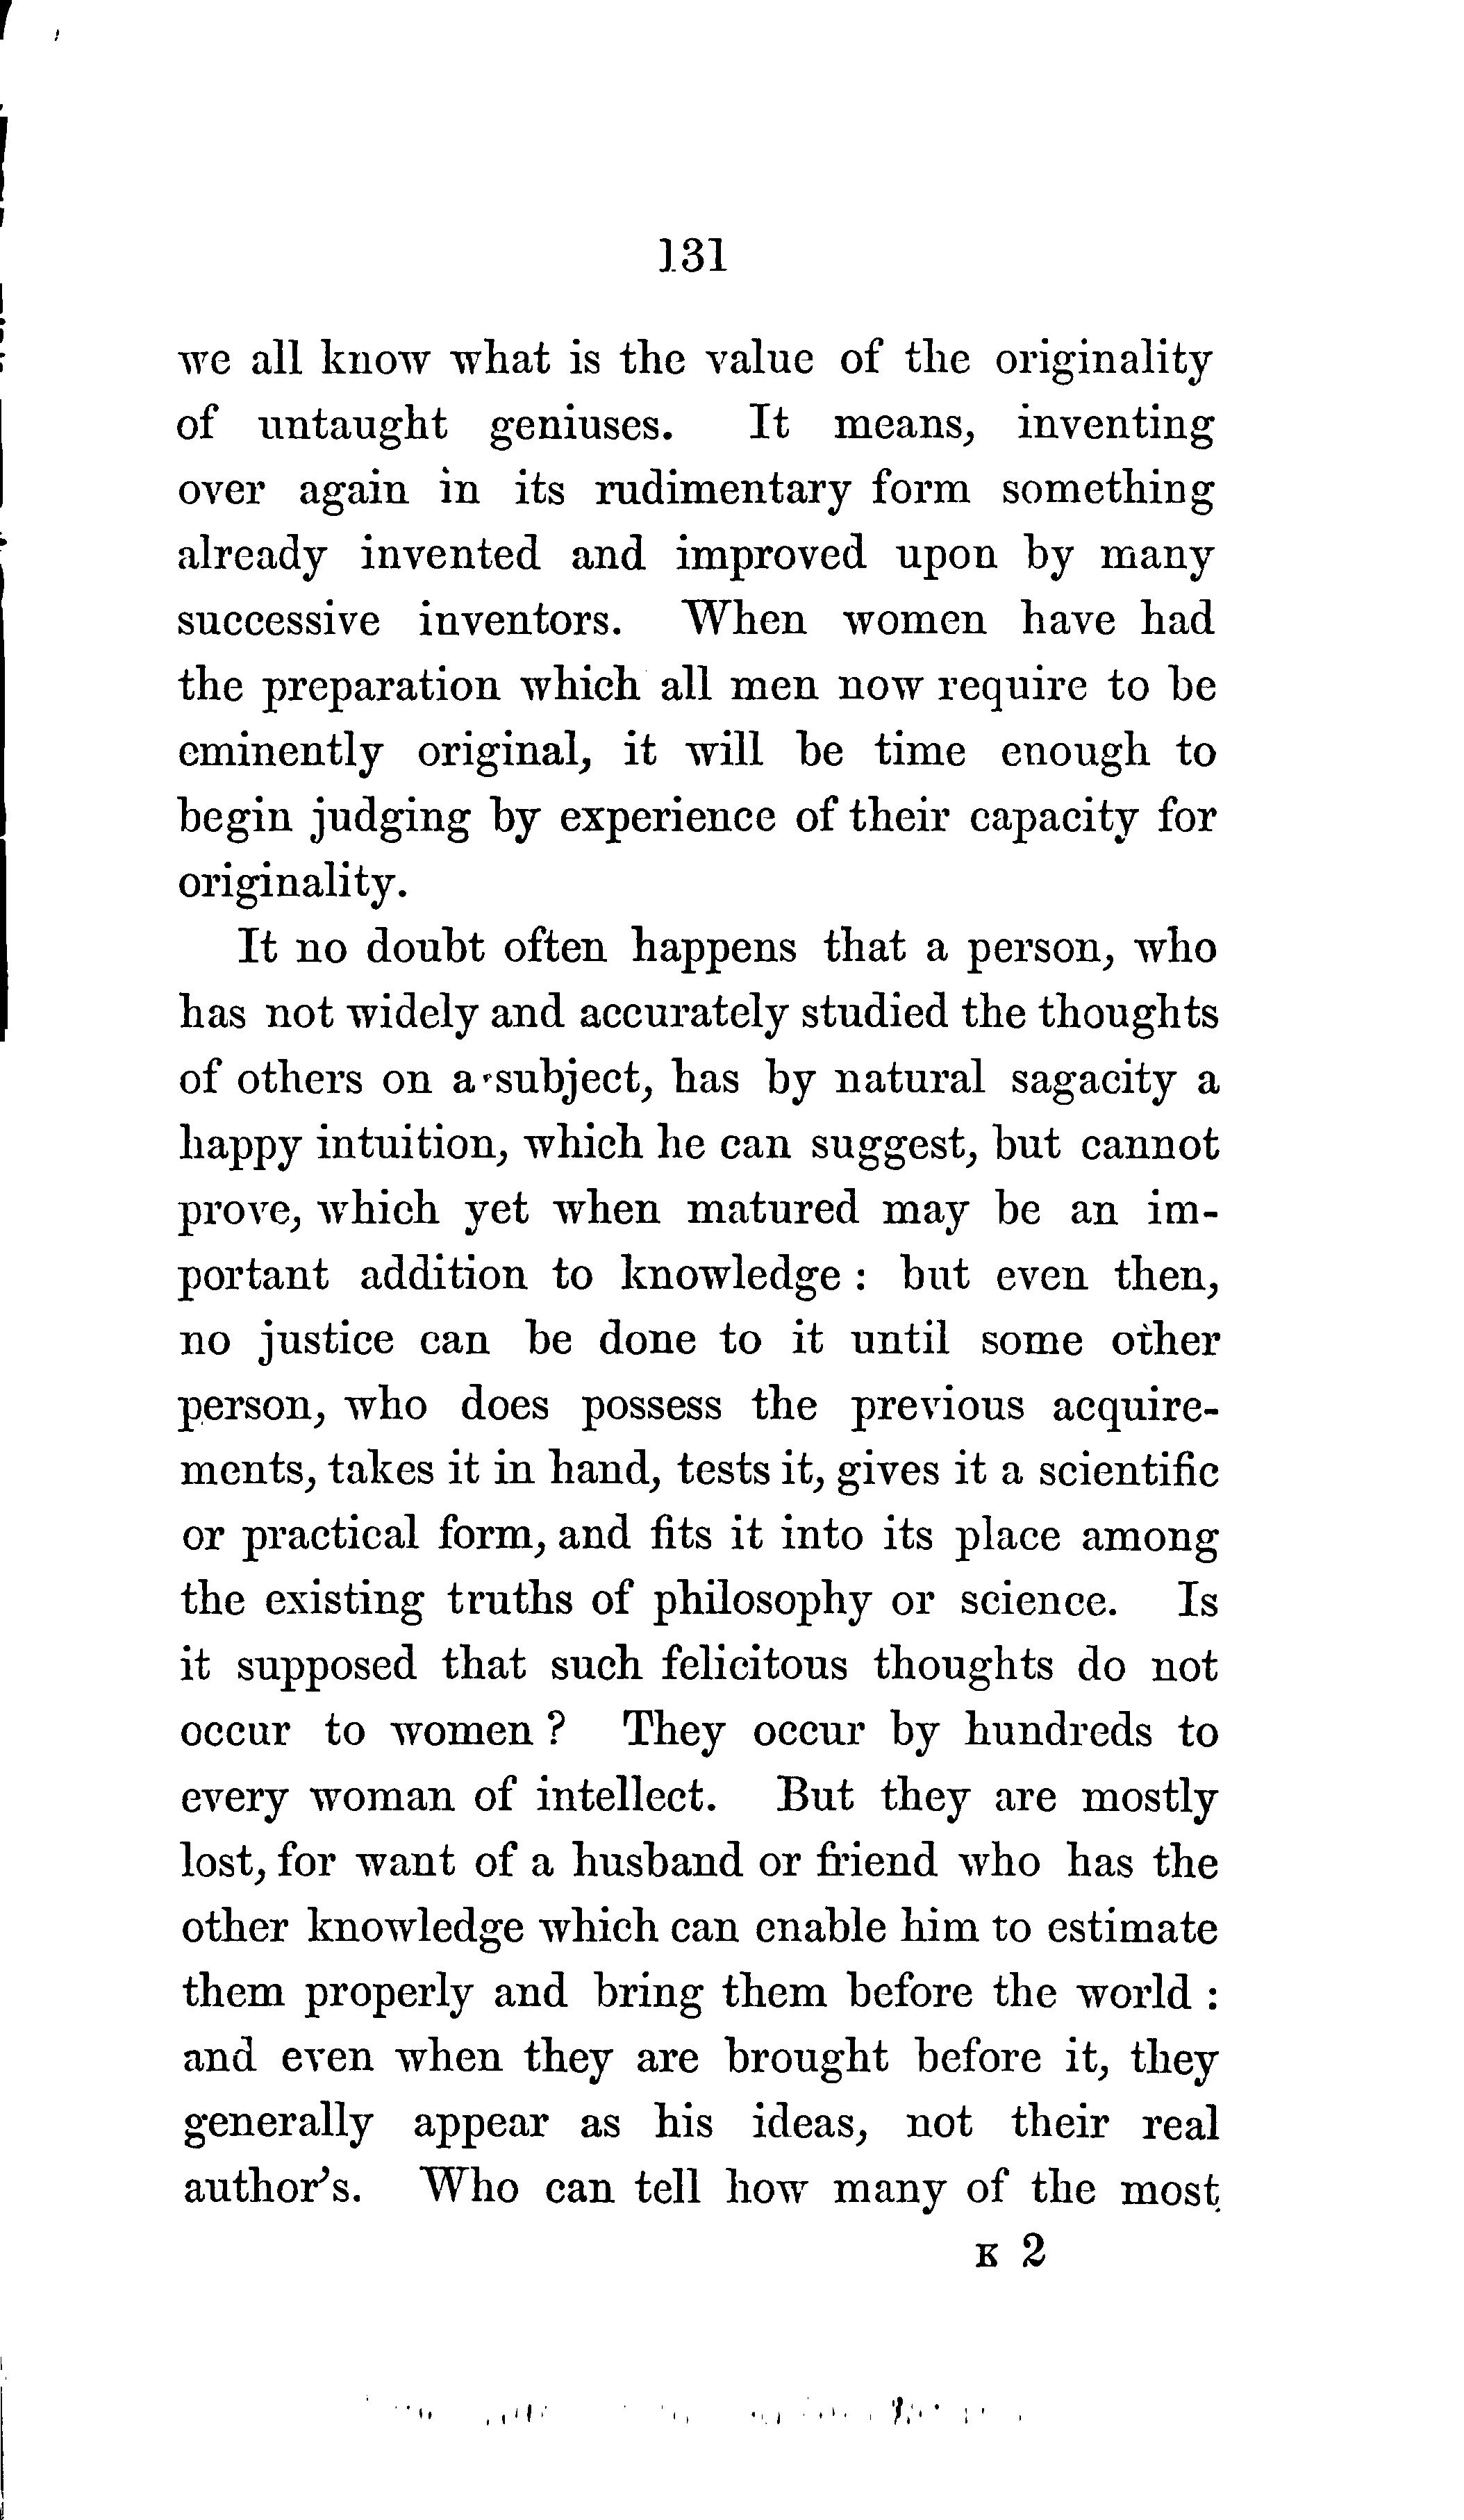 131
we all know what is the value of the originality
of untaught geniuses. It means, inventing
over again in its rudimentary form something
already invented and improved upon by many
successive inventors. When women have had
the preparation which all men now require to be
eminently original, it will be time enough to
begin judging by experience of their capacity for
originality.
It no doubt often happens that a person, who
has not widely and accurately studied the thoughts
of others on a subject, has by natural sagacity a
happy intuition, which he can suggest, but cannot
prove, which yet when matured may be an im-
portant addition to knowledge : but even then,
no justice can be done to it until some other
person, who does possess the previous acquire-
ments, takes it in hand, tests it, gives it a scientific
or practical form, and fits it into its place among
the existing truths of philosophy or science. Is
it supposed that such felicitous thoughts do not
occur to women ? They occur by hundreds to
every woman of intellect. But they are mostly
lost, for want of a husband or friend who has the
other knowledge which can enable him to estimate
them properly and bring them before the world :
and even when they are brought before it, they
generally appear as his ideas, not their real
author's. Who can tell how many of the most
K 2